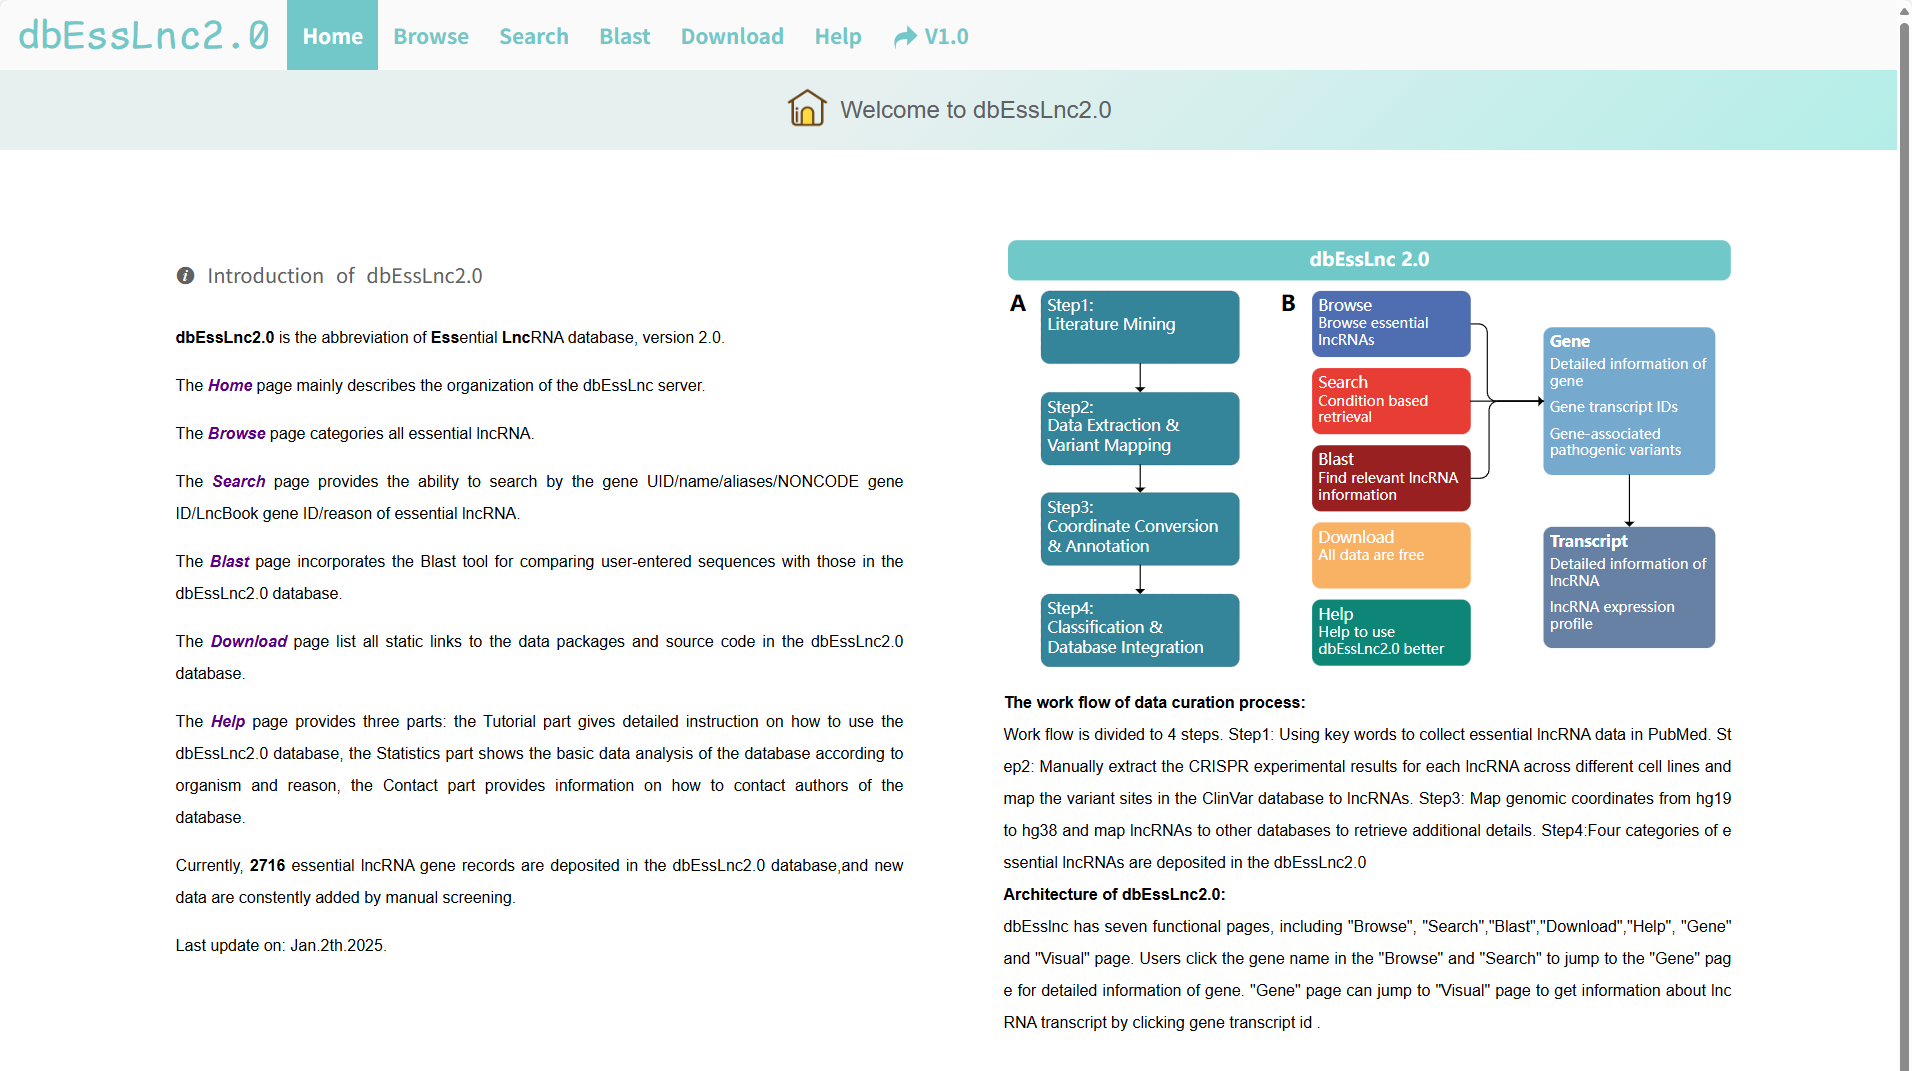 dbEssLnc2.0 Home Browse Search Blast Download Help V1.0
Welcome to dbEssLnc2.0
Introduction of dbEssLnc2.0
dbEssLnc2.0 is the abbreviation of Essential LncRNA database, version 2.0.
The Home page mainly describes the organization of the dbEssLnc server.
The Browse page categories all essential lncRNA.
The Search page provides the ability to search by the gene UID/name/aliases/NONCODE gene
ID/LncBook gene ID/reason of essential lncRNA.
The Blast page incorporates the Blast tool for comparing user-entered sequences with those in the
dbEssLnc2.0 database.
The Download page list all static links to the data packages and source code in the dbEssLnc2.0
database.
The Help page provides three parts: the Tutorial part gives detailed instruction on how to use the
dbEssLnc2.0 database, the Statistics part shows the basic data analysis of the database according to
organism and reason, the Contact part provides information on how to contact authors of the
database.
Currently, 2716 essential lncRNA gene records are deposited in the dbEssLnc2.0 database,and new
data are constently added by manual screening.
Last update on: Jan.2th.2025.
dbEssLnc 2.0
A
Step1:
Literature Mining
Step2:
Data Extraction &
Variant Mapping
Step3:
Coordinate Conversion
& Annotation
Step4:
Classification &
Database Integration
B
Browse
Browse essential
lncRNAs
Search
Condition based
retrieval
Blast
Find relevant lncRNA
information
Download
All data are free
Help
Help to use
dbEssLnc2.0 better
Gene
Detailed information of
gene
Gene transcript IDs
Gene-associated
pathogenic variants
Transcript
Detailed information of
lncRNA
lncRNA expression
profile
The work flow of data curation process:
Work flow is divided to 4 steps. Step1: Using key words to collect essential lncRNA data in PubMed. St
ep2: Manually extract the CRISPR experimental results for each lncRNA across different cell lines and
map the variant sites in the ClinVar database to lncRNAs. Step3: Map genomic coordinates from hg19
to hg38 and map lncRNAs to other databases to retrieve additional details. Step4:Four categories of e
ssential lncRNAs are deposited in the dbEssLnc2.0
Architecture of dbEssLnc2.0:
dbEsslnc has seven functional pages, including "Browse", "Search","Blast","Download","Help", "Gene"
and "Visual" page. Users click the gene name in the "Browse" and "Search" to jump to the "Gene" pag
e for detailed information of gene. "Gene" page can jump to "Visual" page to get information about lnc
RNA transcript by clicking gene transcript id .